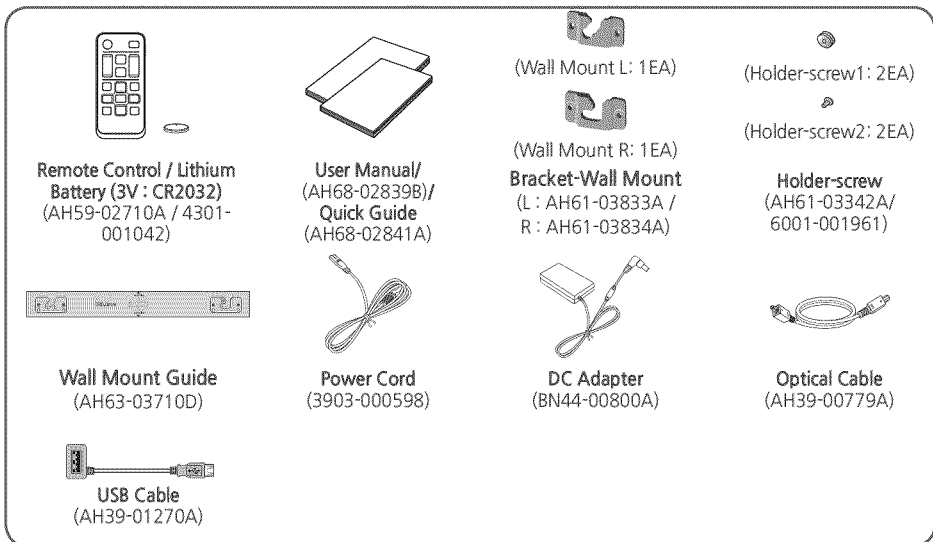 (Wall Mount L: 1EA)
(Holder-screw1: 2EA)
(Wall Mount R: 1EA)
(Holder-screw2: 2EA)
Remote Control / Lithium
Battery (3V : CR2032)
(AH59-02710A / 4301-
001042)
User Manual/
(AH68-02839B)/
Quick Guide
(AH68-02841A)
Bracket-Wall Mount
(L : AH61-03833A /
R : AH61-03834A)
Holder-screw
(AH61-03342A/
6001-001961)
Wall Mount Guide
(AH63-03710D)
Power Cord
(3903-000598)
DC Adapter
(BN44-00800A)
Optical Cable
(AH39-00779A)
USB Cable
(AH39-01270A)